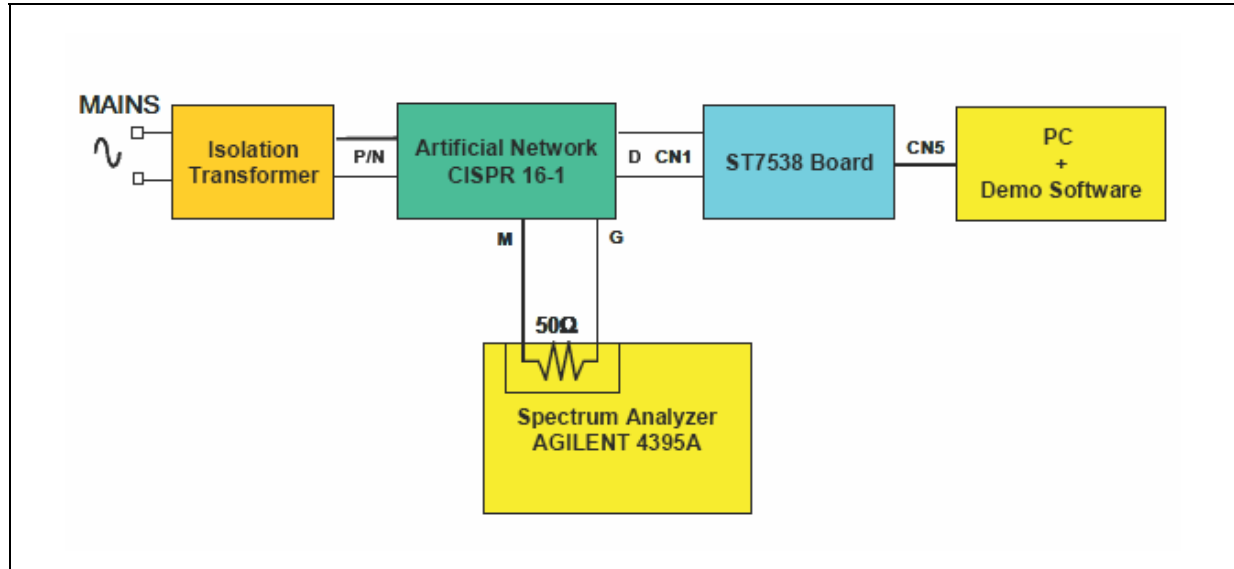 MAINS
Isolation
Transformer
P/N
Artificial Network
CISPR 16-1
D CN1
ST7538 Board
CN5
PC
+
Demo Software
M
G
50Ω
Spectrum Analyzer
AGILENT 4395A